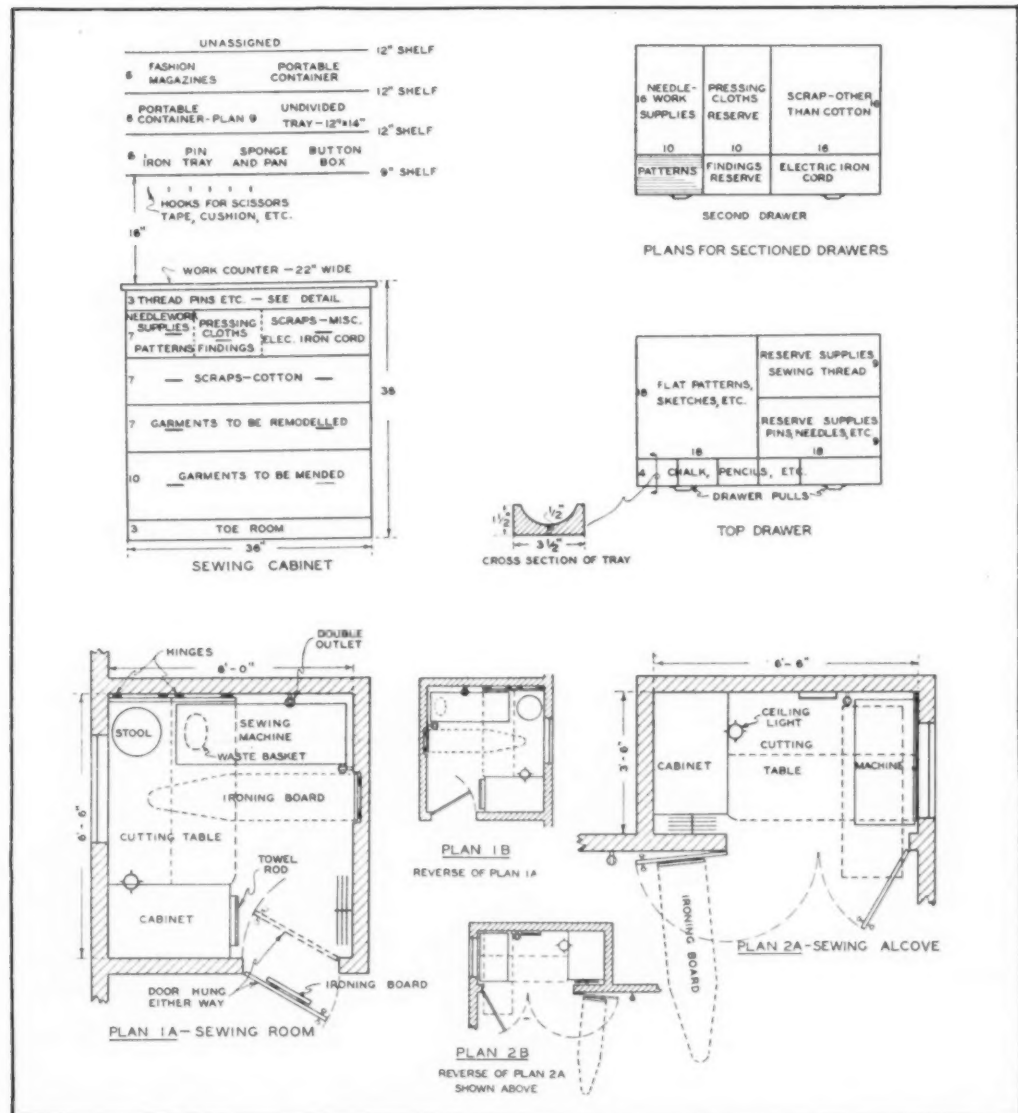 UNASSIGNED
12" SHELF
6 FASHION MAGAZINES
PORTABLE CONTAINER
12" SHELF
8 PORTABLE CONTAINER-PLAN 9
UNDIVIDED TRAY-12"x14"
12" SHELF
6 IRON
PIN TRAY
SPONGE AND PAN
BUTTON BOX
9" SHELF
HOOKS FOR SCISSORS
TAPE, CUSHION, ETC.
18"
WORK COUNTER -22" WIDE
3 THREAD PINS ETC. - SEE DETAIL
NEEDLEWORK SUPPLIES
7
PATTERNS
PRESSING CLOTHS
FINDINGS
SCRAPS-MISC.
ELEC. IRON CORD
7 SCRAPS-COTTON
36
7 GARMENTS TO BE REMODELLED
10 GARMENTS TO BE MENDED
3 TOE ROOM
36"
SEWING CABINET
NEEDLE-
16 WORK
SUPPLIES
10
PRESSING
CLOTHS
RESERVE
10
SCRAP-OTHER
THAN COTTON
16
16
PATTERNS
FINDINGS
RESERVE
ELECTRIC IRON
CORD
SECOND DRAWER
PLANS FOR SECTIONED DRAWERS
18
FLAT PATTERNS,
SKETCHES, ETC.
18
RESERVE SUPPLIES
SEWING THREAD
9
RESERVE SUPPLIES
PINS, NEEDLES, ETC.
9
18
4 CHALK, PENCILS, ETC.
DRAWER PULLS
TOP DRAWER
1 1/2"
1/2"
3 1/2"
CROSS SECTION OF TRAY
HINGES
DOUBLE
OUTLET
6'-0"
STOOL
SEWING
MACHINE
WASTE BASKET
IRONING BOARD
6'-6"
CUTTING TABLE
TOWEL
ROD
CABINET
DOOR HUNG
EITHER WAY
IRONING BOARD
PLAN 1A-SEWING ROOM
PLAN 1B
REVERSE OF PLAN 1A
6'-6"
3'-6"
CEILING
LIGHT
CUTTING
TABLE
CABINET
MACHINE
IRONING BOARD
PLAN 2A-SEWING ALCOVE
PLAN 2B
REVERSE OF PLAN 2A
SHOWN ABOVE